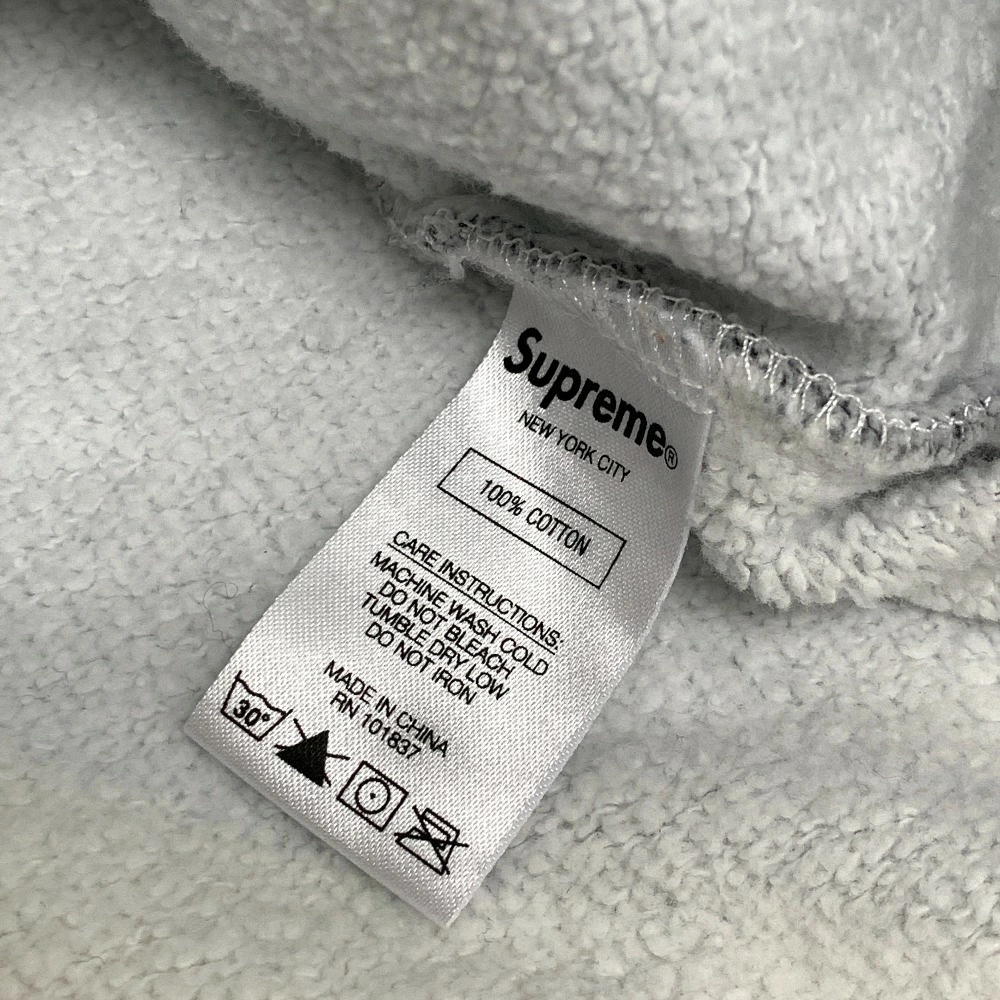 Supreme®
NEW YORK CITY
100% COTTON
CARE INSTRUCTIONS:
MACHINE WASH COLD
DO NOT BLEACH
TUMBLE DRY LOW
DO NOT IRON
MADE IN CHINA
RN 101837
30°